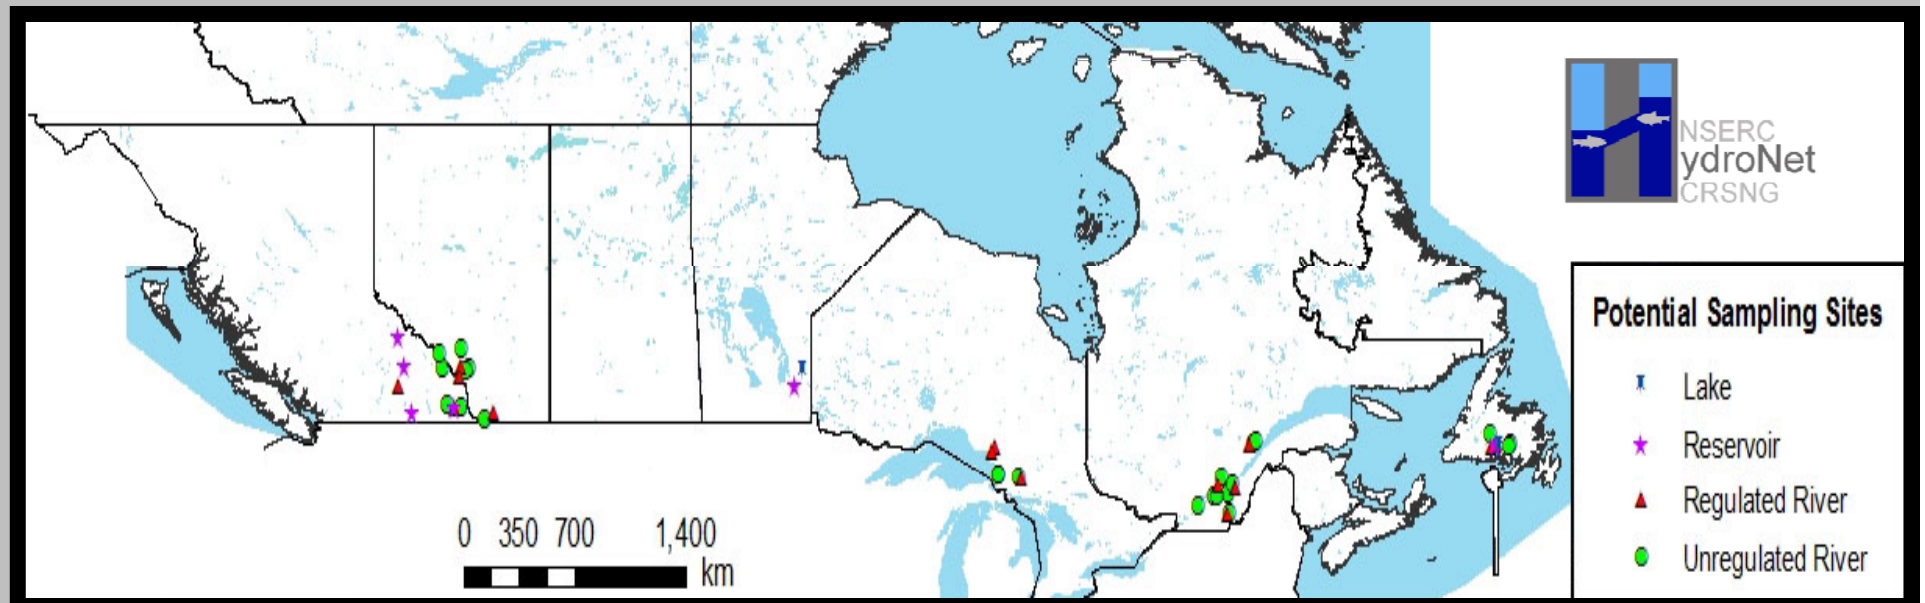 NSERC
ydroNet
CRSNG
Potential Sampling Sites
Lake
Reservoir
Regulated River
Unregulated River
0 350 700 1,400
km